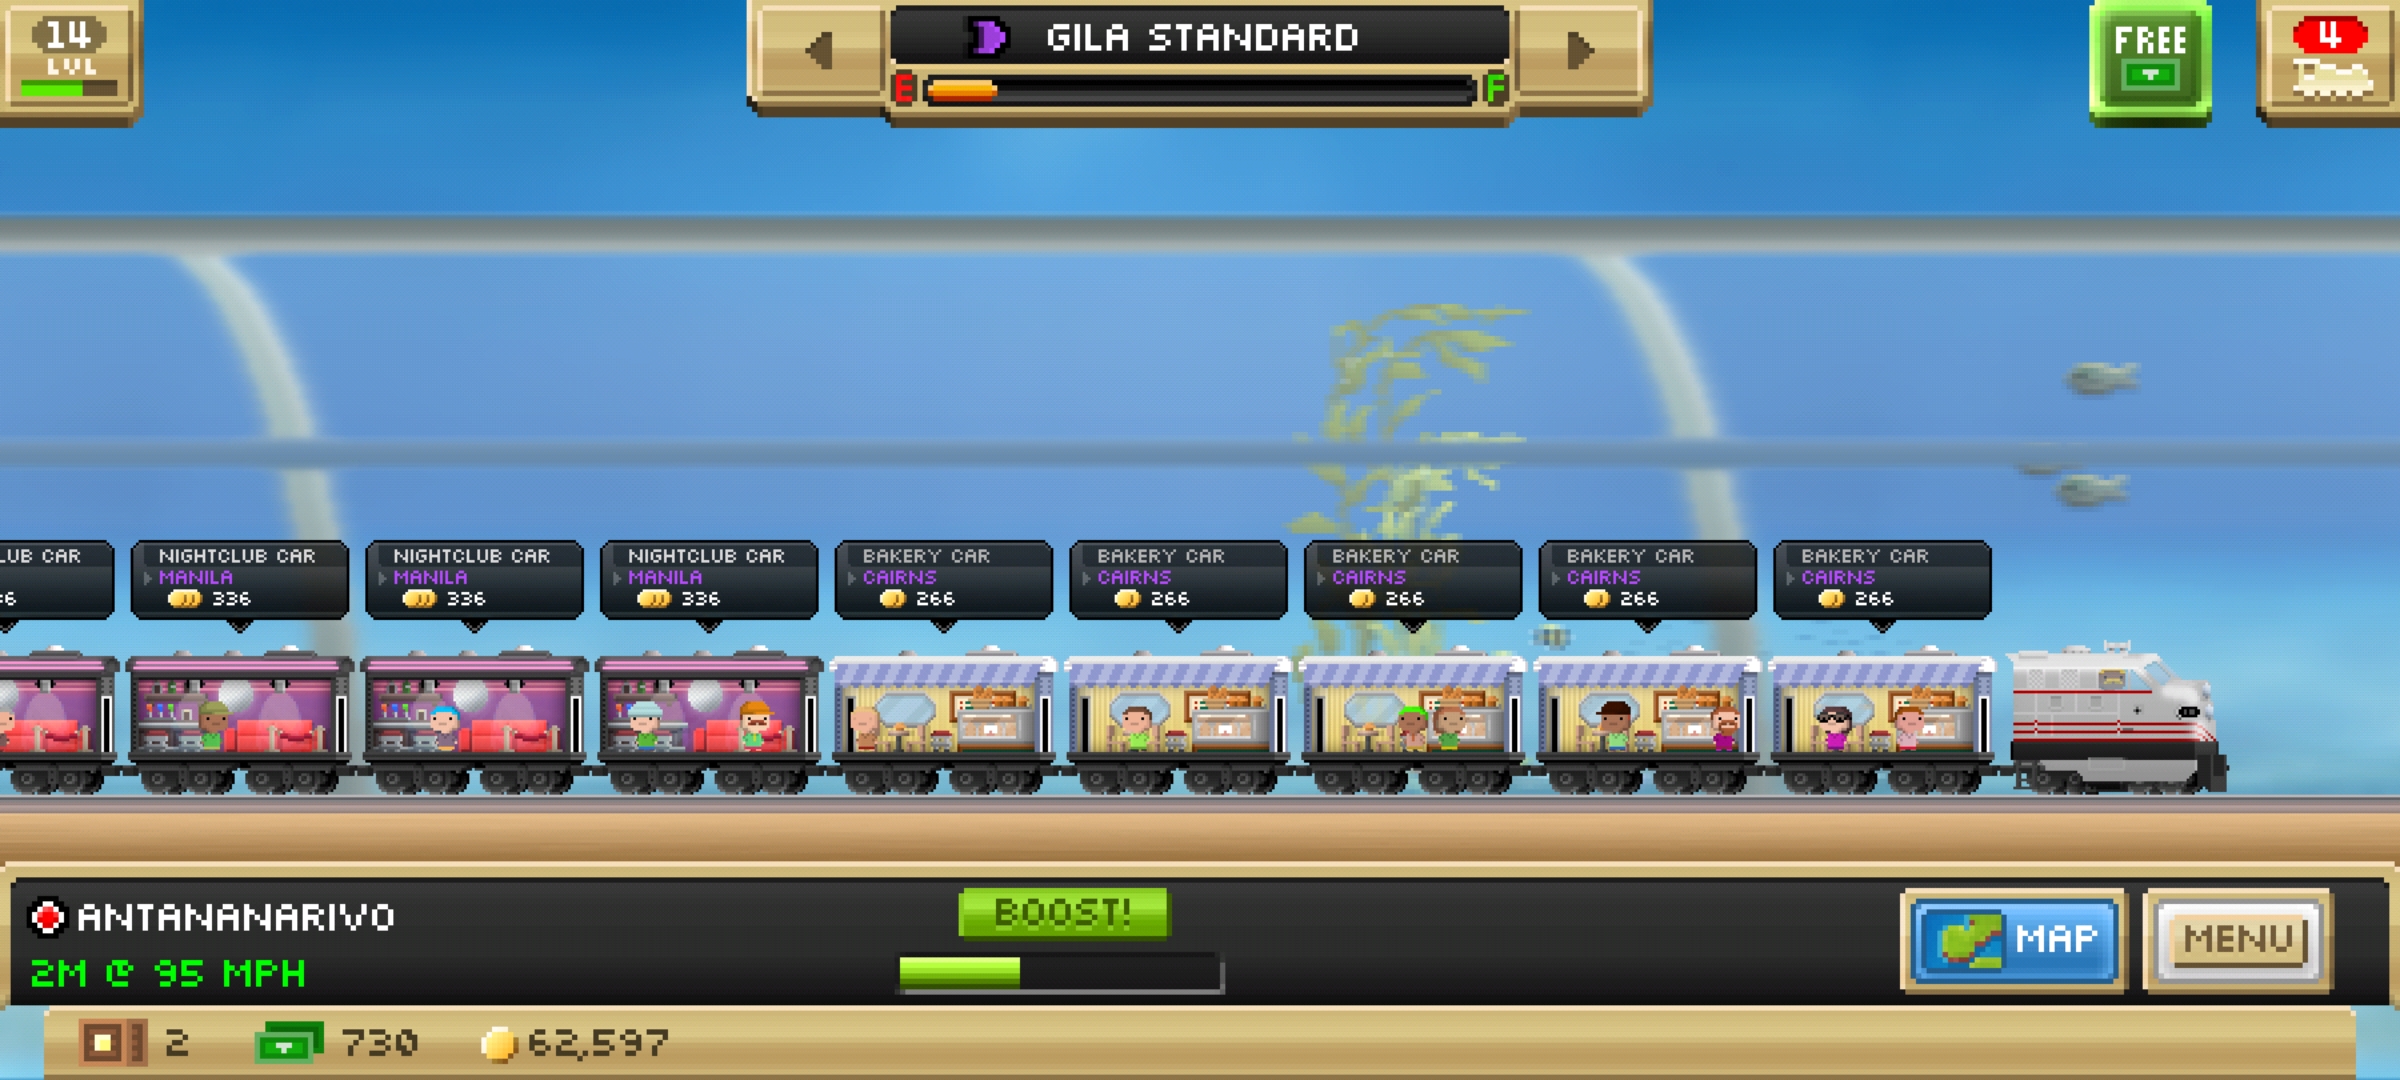 14
LVL
GILA STANDARD
E
F
FREE
4
LUB CAR
NIGHTCLUB CAR
MANILA
336
NIGHTCLUB CAR
MANILA
336
NIGHTCLUB CAR
MANILA
336
BAKERY CAR
CAIRNS
266
BAKERY CAR
CAIRNS
266
BAKERY CAR
CAIRNS
266
BAKERY CAR
CAIRNS
266
BAKERY CAR
CAIRNS
266
ANTANANARIVO
2M @ 95 MPH
BOOST!
MAP
MENU
2
730
62,597